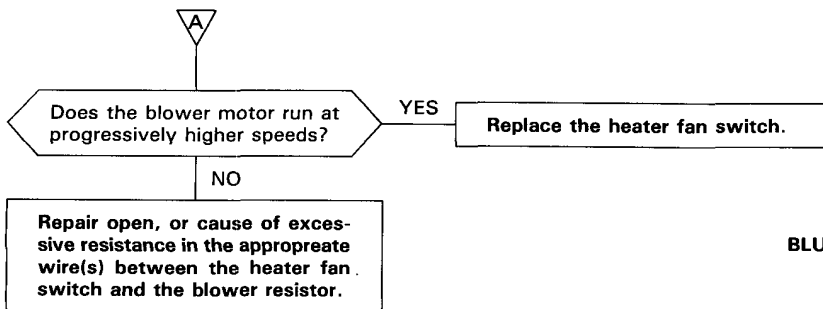 A
Does the blower motor run at
progressively higher speeds?
YES
Replace the heater fan switch.
NO
Repair open, or cause of exces-
sive resistance in the appropreate
wire(s) between the heater fan
switch and the blower resistor.
BLU